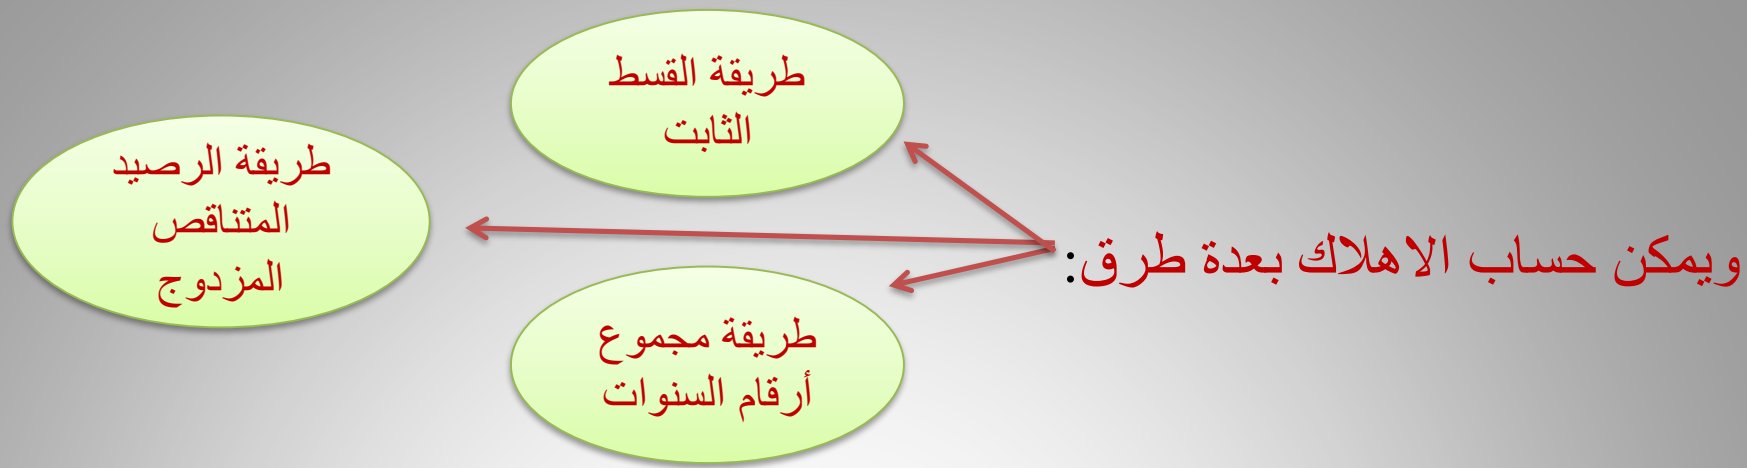 ويمكن حساب الاهلاك بعدة طرق:
طريقة القسط
الثابت
طريقة الرصيد
المتناقص
المزدوج
طريقة مجموع
أرقام السنوات